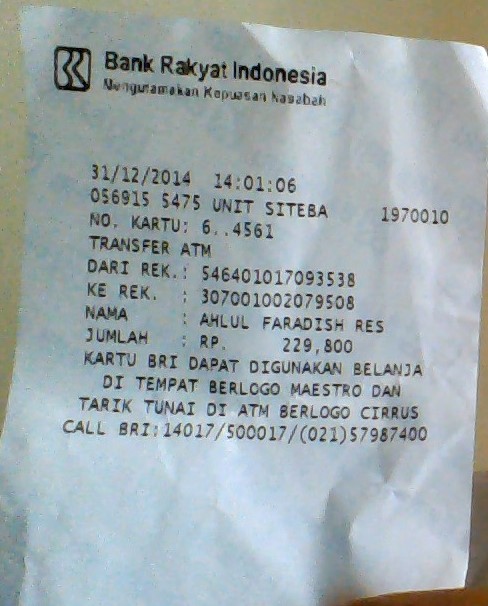 Bank Rakyat Indonesia
Mengutamakan Kepuasan Nasabah
31/12/2014 14:01:06
056915 5475 UNIT SITEBA 1970010
NO. KARTU: 6..4561
TRANSFER ATM
DARI REK.: 546401017093538
KE REK. : 307001002079508
NAMA : AHLUL FARADISH RES
JUMLAH : RP. 229,800
KARTU BRI DAPAT DIGUNAKAN BELANJA
DI TEMPAT BERLOGO MAESTRO DAN
TARIK TUNAI DI ATM BERLOGO CIRRUS
CALL BRI:14017/500017/(021)57987400